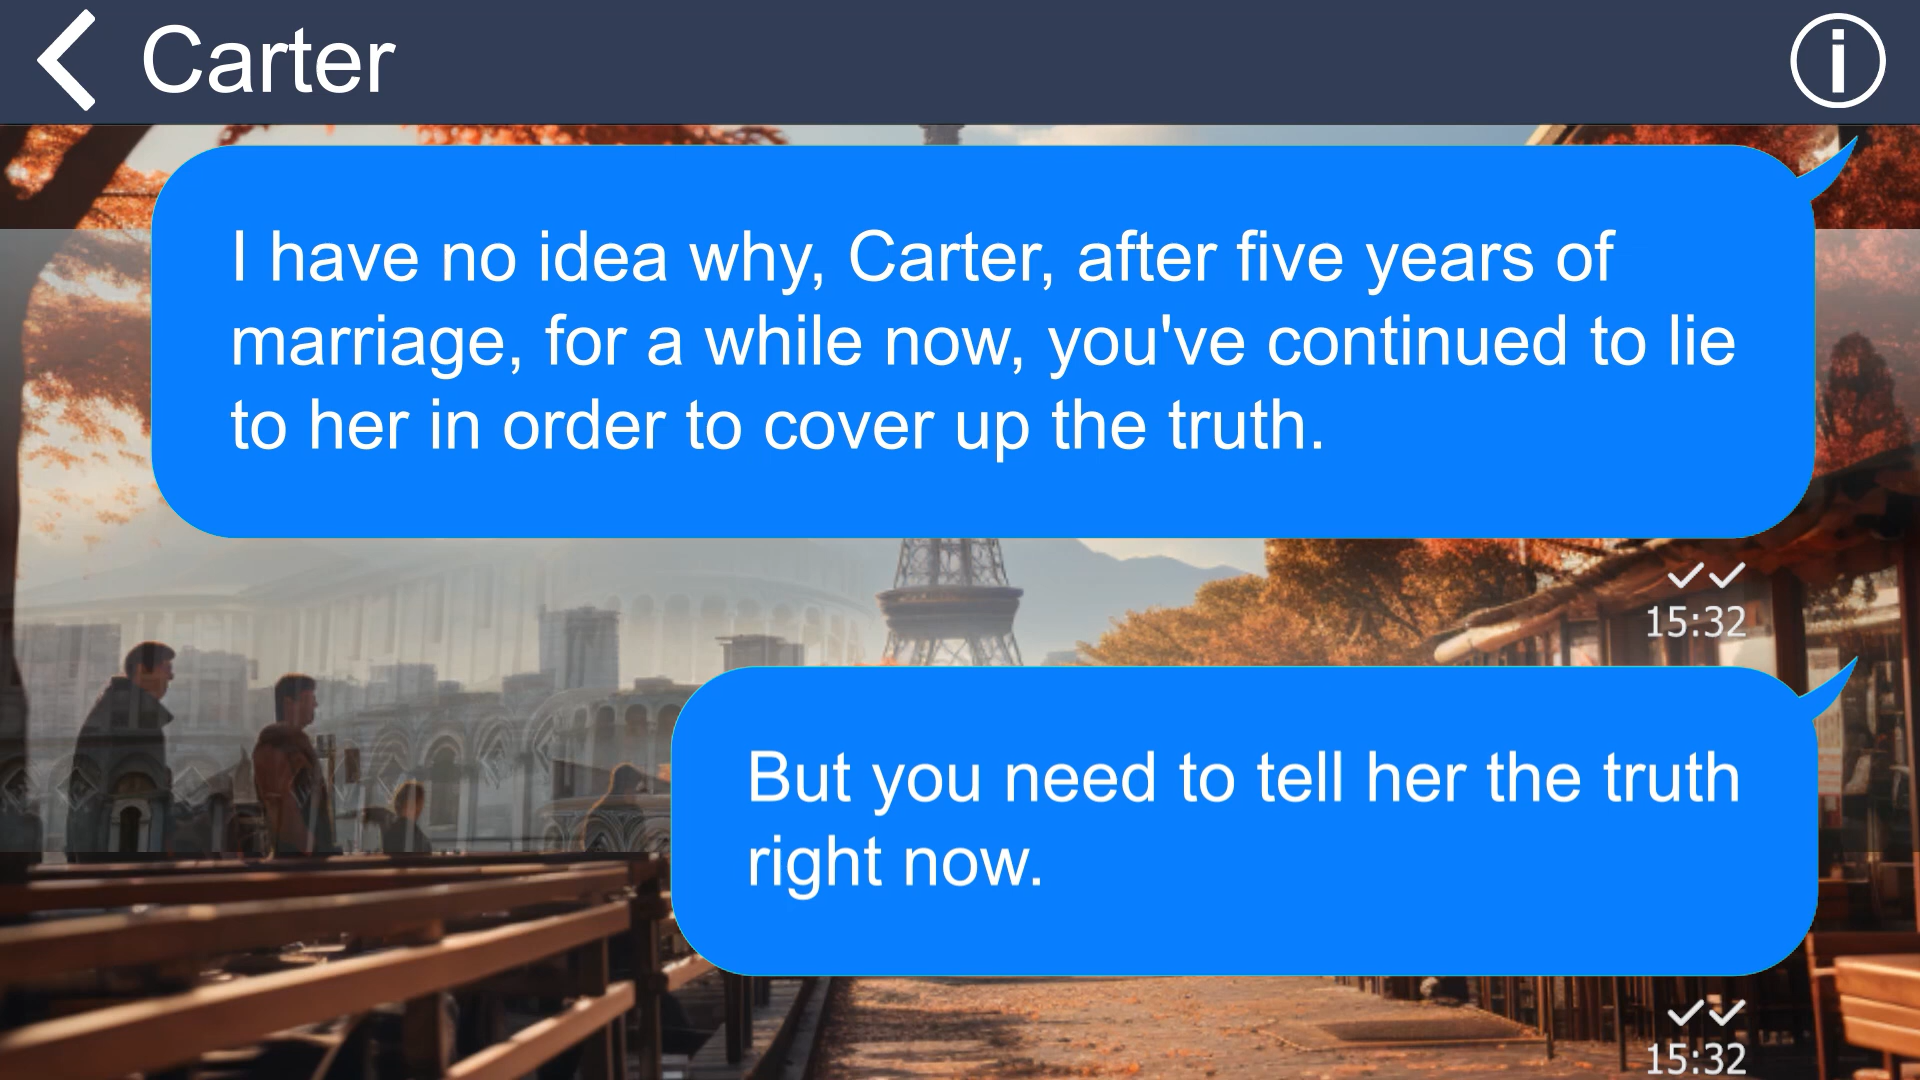 Carter
I have no idea why, Carter, after five years of
marriage, for a while now, you've continued to lie
to her in order to cover up the truth.
15:32
But you need to tell her the truth
right now.
15:32